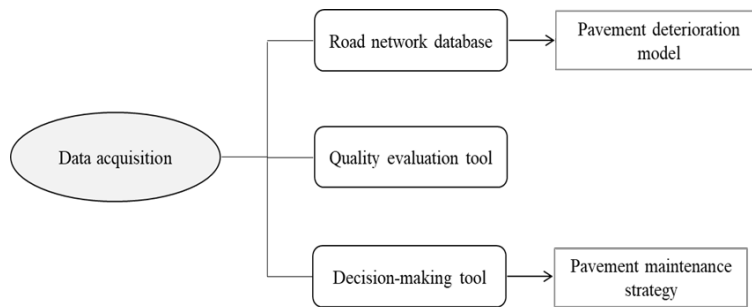 Road network database
Pavement deterioration
model
Data acquisition
Quality evaluation tool
Decision-making tool
Pavement maintenance
strategy